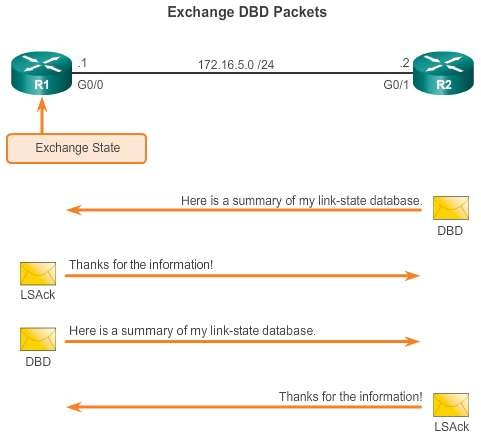 Exchange DBD Packets
.1
172.16.5.0 /24
.2
R1
G0/0
G0/1
R2
Exchange State
Here is a summary of my link-state database.
DBD
Thanks for the information!
LSAck
Here is a summary of my link-state database.
DBD
Thanks for the information!
LSAck